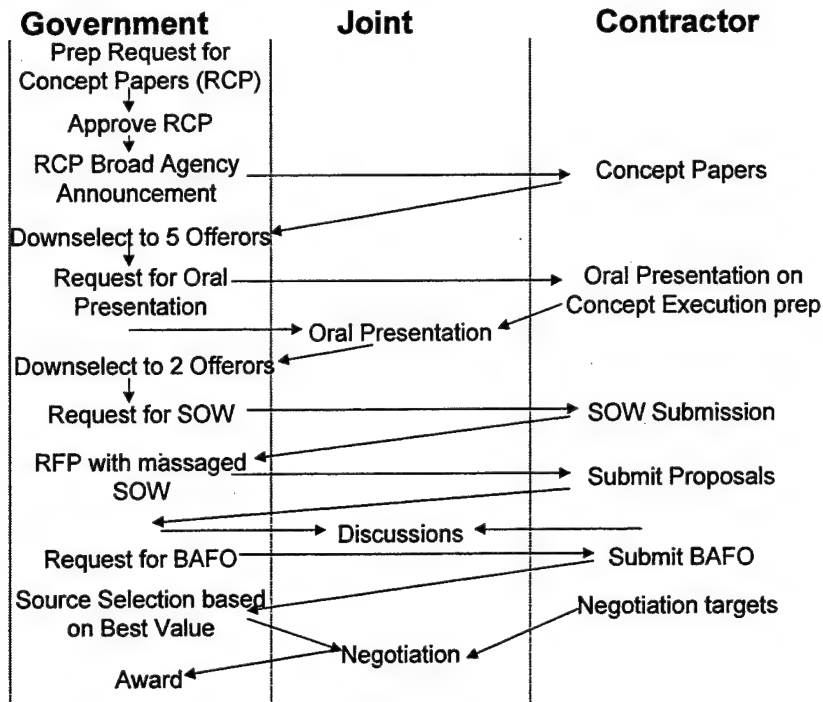 Government Joint Contractor
Prep Request for
Concept Papers (RCP)
Approve RCP
RCP Broad Agency
Announcement
Concept Papers
Downselect to 5 Offerors
Request for Oral
Presentation
Oral Presentation on
Concept Execution prep
Oral Presentation
Downselect to 2 Offerors
Request for SOW
SOW Submission
RFP with massaged
SOW
Submit Proposals
Discussions
Request for BAFO
Submit BAFO
Source Selection based
on Best Value
Negotiation targets
Negotiation
Award